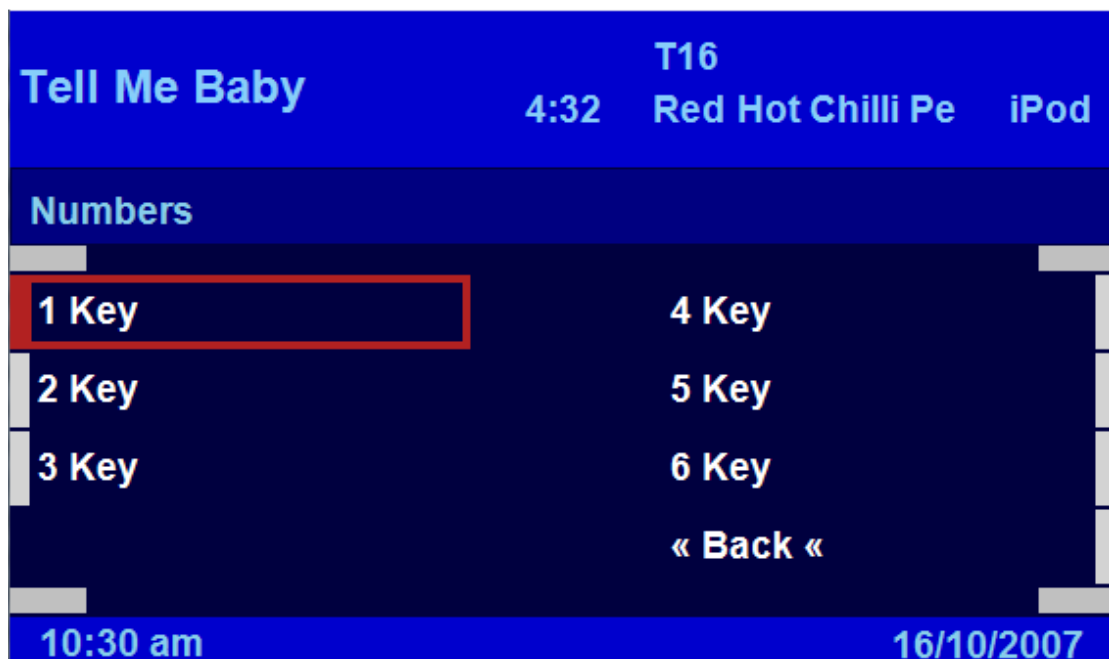 T16
Tell Me Baby 4:32 Red Hot Chilli Pe iPod
Numbers
1 Key 4 Key
2 Key 5 Key
3 Key 6 Key
« Back «
10:30 am 16/10/2007